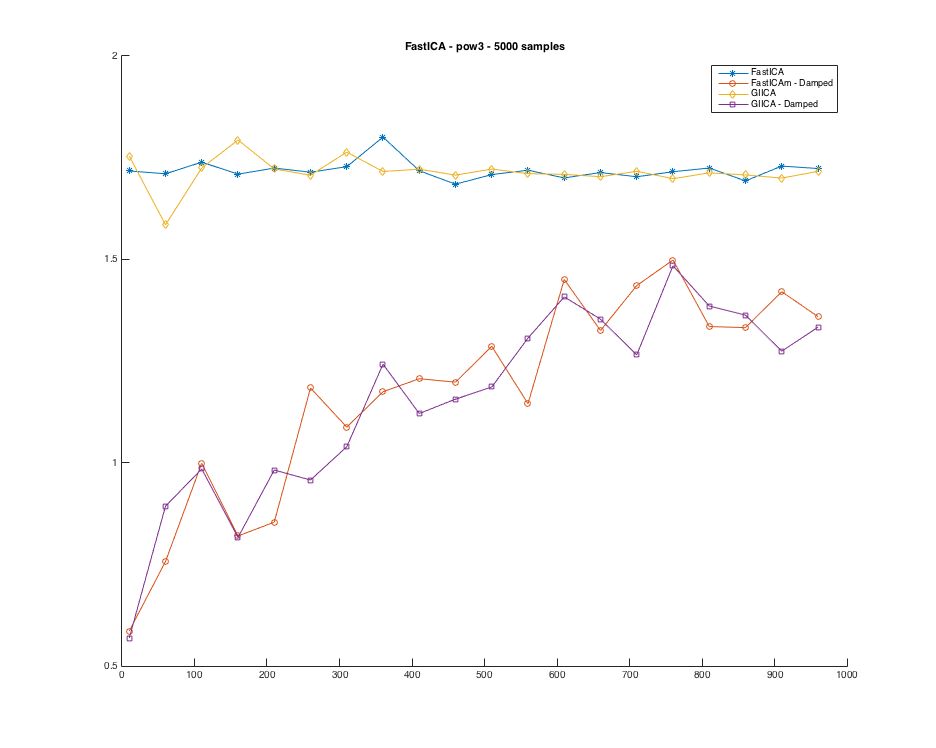 FastICA - pow3 - 5000 samples
FastICA
FastICAm - Damped
GIICA
GIICA - Damped
2
1.5
1
0.5
0 100 200 300 400 500 600 700 800 900 1000